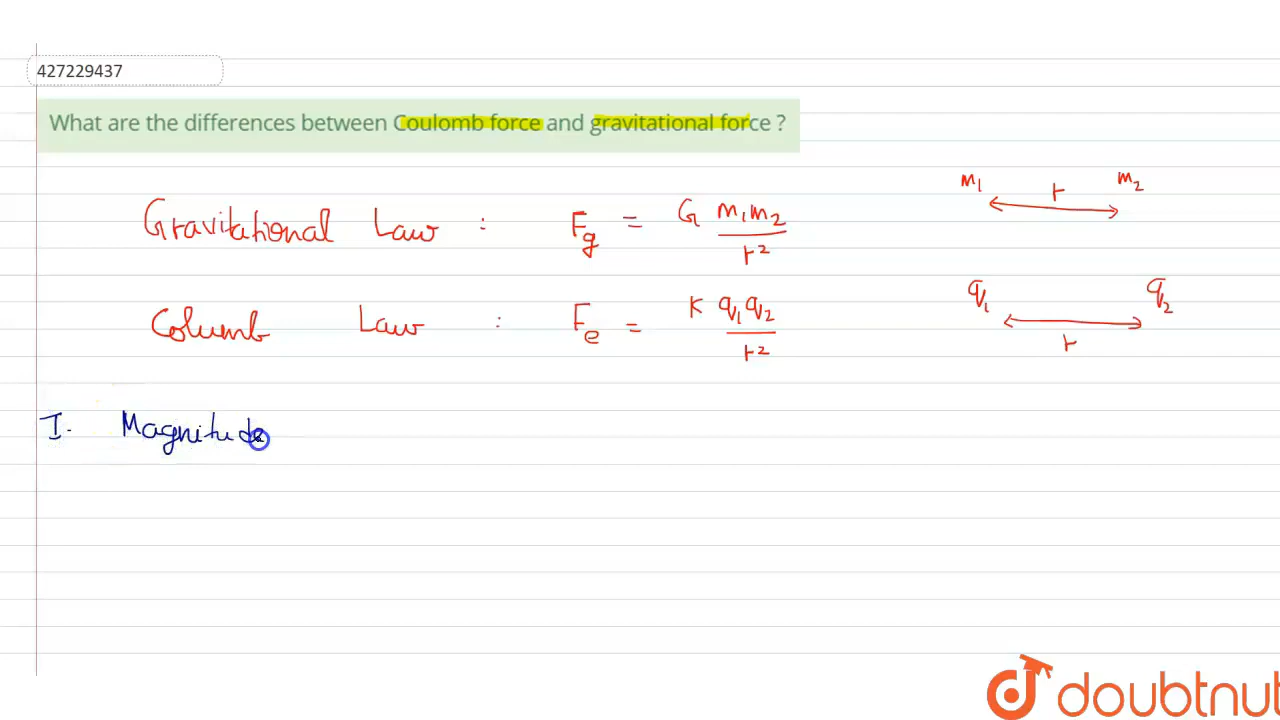 427229437
What are the differences between Coulomb force and gravitational force ?
m₁ r m₂
Gravitational Law : Fg = G m₁m₂ / r²
q₁ q₂
r
Columb Law : Fe = K q₁q₂ / r²
I. Magnitude
doubtnut